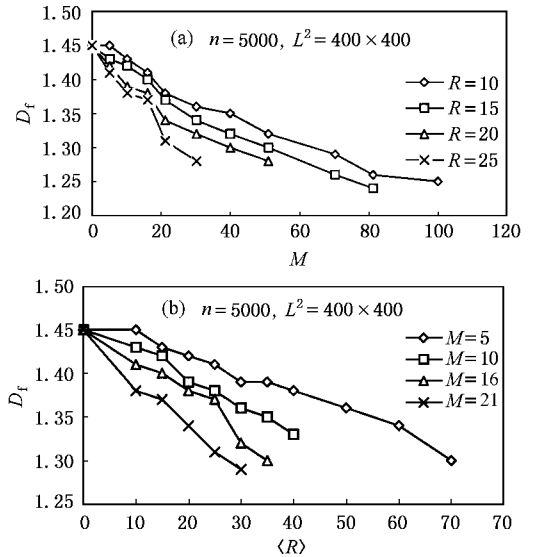 (a) n=5000, L²=400×400
1.50
1.45
1.40
1.35
1.30
1.25
1.20
D_f
R=10
R=15
R=20
R=25
0 20 40 60 80 100 120
M
(b) n=5000, L²=400×400
1.50
1.45
1.40
1.35
1.30
1.25
D_f
M=5
M=10
M=16
M=21
0 10 20 30 40 50 60 70 70
⟨R⟩